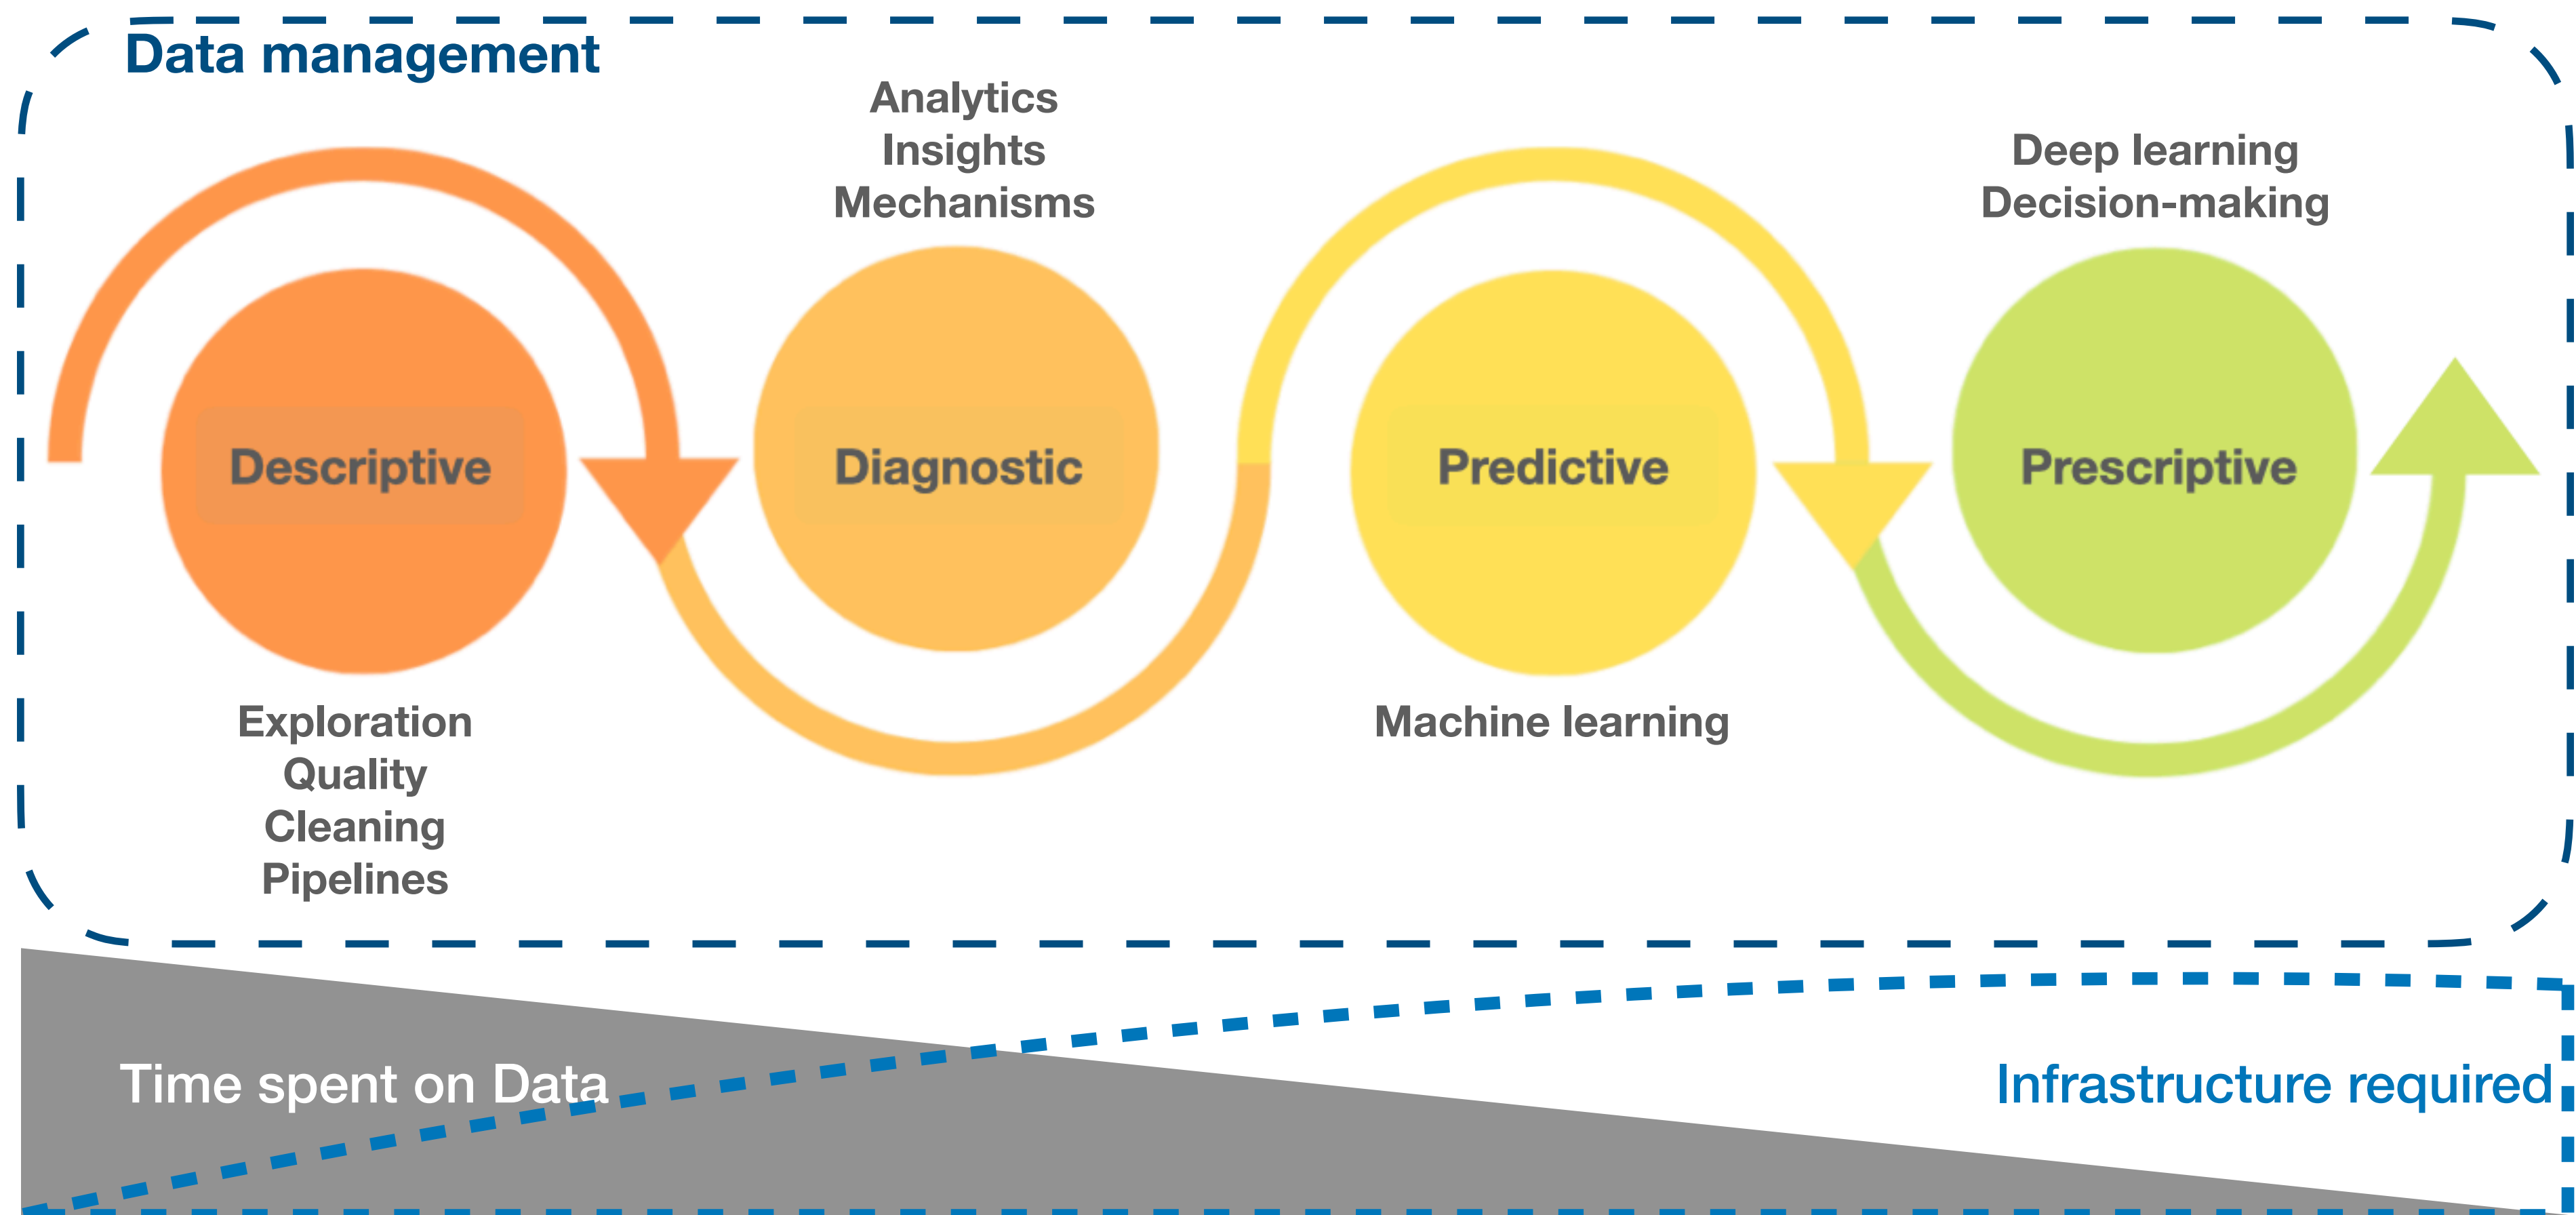 Data management
Analytics
Insights
Mechanisms
Deep learning
Decision-making
Descriptive
Diagnostic
Predictive
Prescriptive
Exploration
Quality
Cleaning
Pipelines
Machine learning
Time spent on Data
Infrastructure required